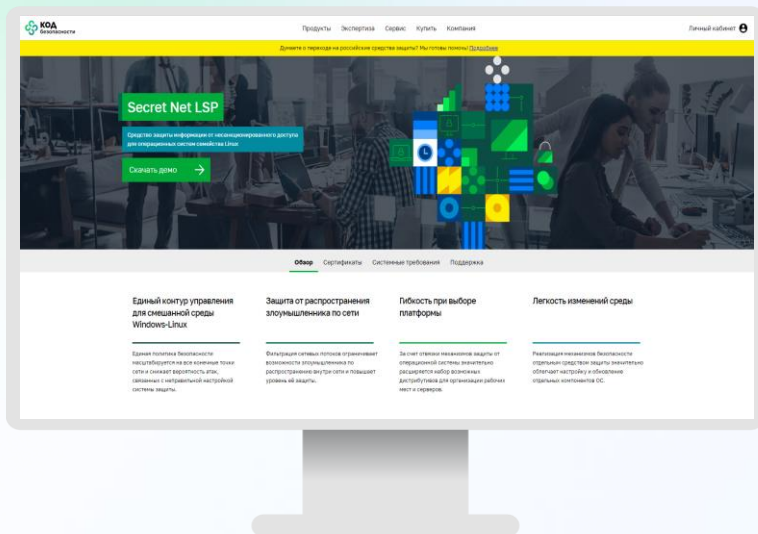 КОД
безопасности
Продукты Экспертиза Сервис Купить Компания
Личный кабинет
Думаете о переходе на российские средства защиты? Мы готовы помочь! Подробнее
Secret Net LSP
Средство защиты информации от несанкционированного доступа
для операционных систем семейства Linux
Скачать демо
Обзор Сертификаты Системные требования Поддержка
Единый контур управления
для смешанной среды
Windows-Linux
Единая политика безопасности
масштабируется на все конечные точки
сети и снижает вероятность атак,
связанных с неправильной настройкой
системы защиты.
Защита от распространения
злоумышленника по сети
Фильтрация сетевых потоков ограничивает
возможности злоумышленника по
распространению внутри сети и повышает
уровень её защиты.
Гибкость при выборе
платформы
За счет отвязки механизмов защиты от
операционной системы значительно
расширяется набор возможных
дистрибутивов для организации рабочих
мест и серверов.
Легкость изменений среды
Реализация механизмов безопасности
отдельным средством защиты значительно
облегчает настройку и обновление
отдельных компонентов ОС.